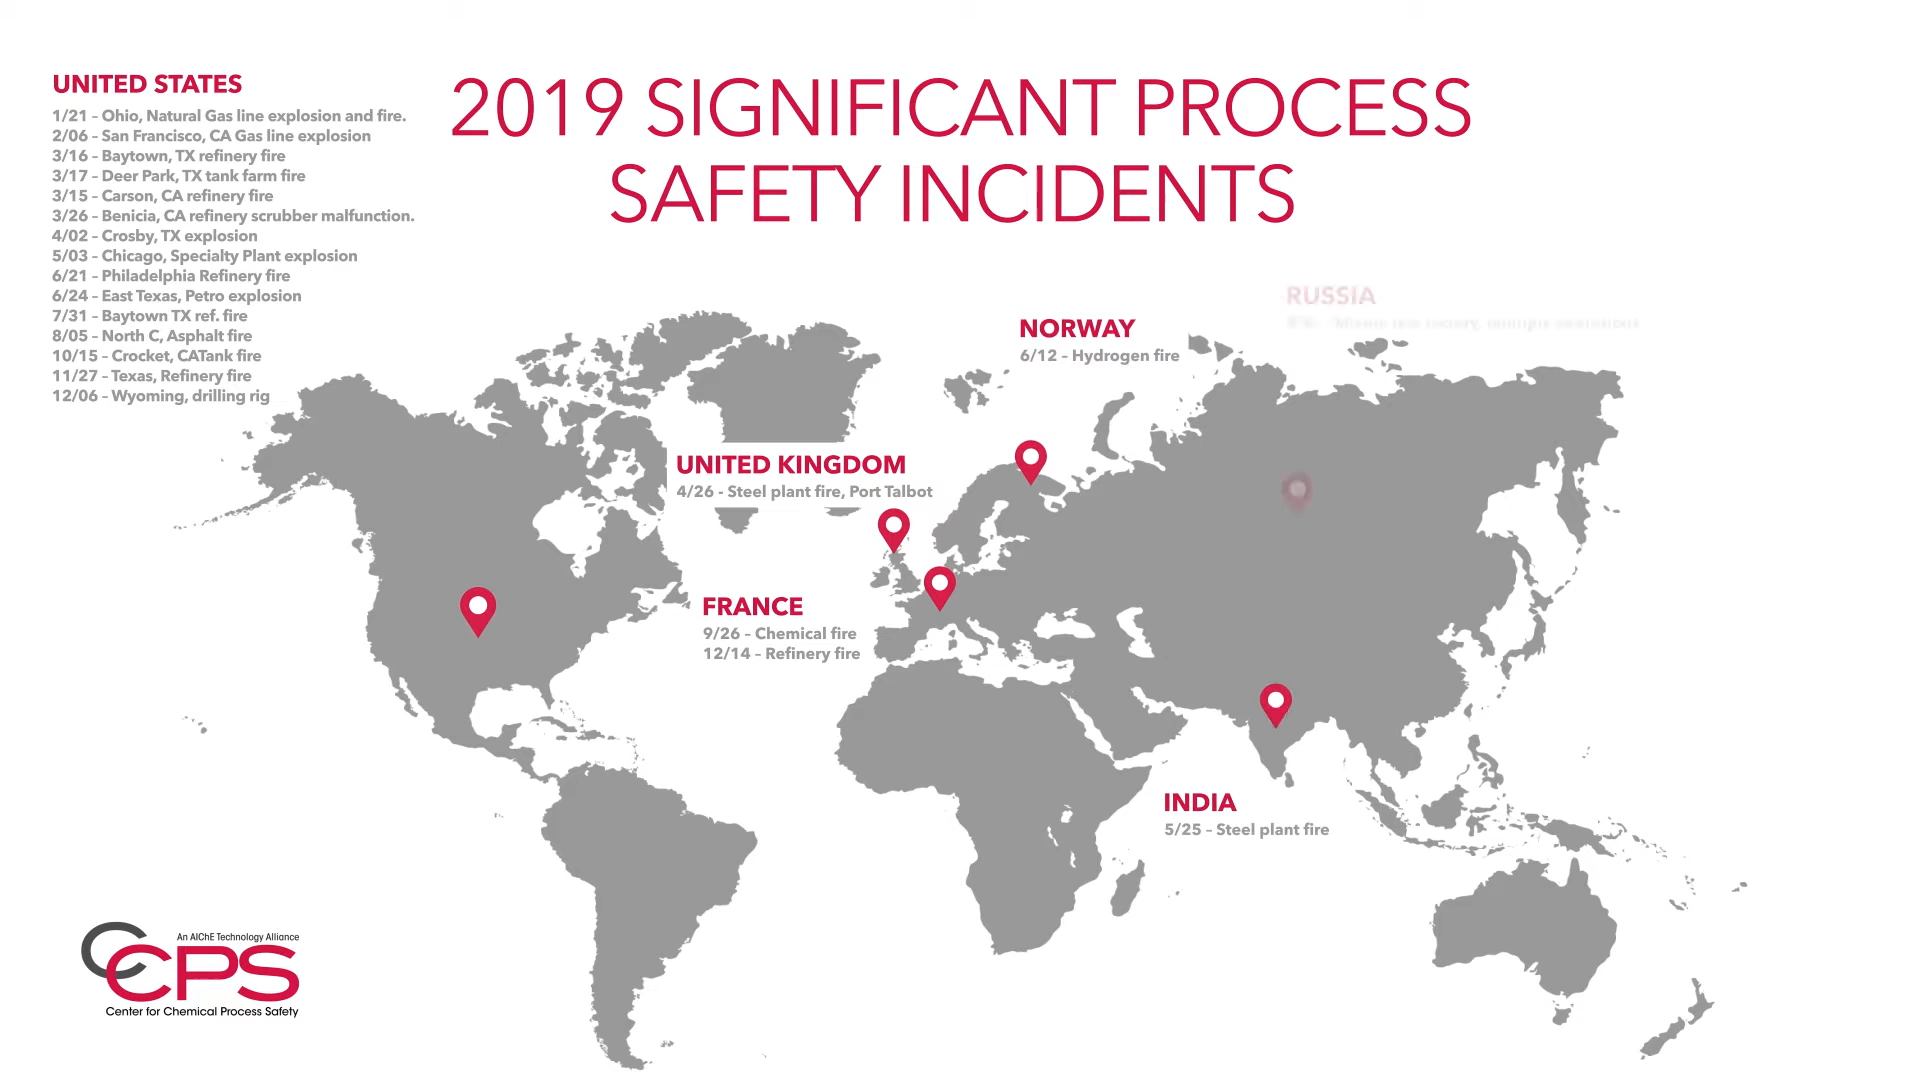 UNITED STATES
1/21 – Ohio, Natural Gas line explosion and fire.
2/06 – San Francisco, CA Gas line explosion
3/16 – Baytown, TX refinery fire
3/17 – Deer Park, TX tank farm fire
3/15 – Carson, CA refinery fire
3/26 – Benicia, CA refinery scrubber malfunction.
4/02 – Crosby, TX explosion
5/03 – Chicago, Specialty Plant explosion
6/21 – Philadelphia Refinery fire
6/24 – East Texas, Petro explosion
7/31 – Baytown TX ref. fire
8/05 – North C, Asphalt fire
10/15 – Crocket, CATank fire
11/27 – Texas, Refinery fire
12/06 – Wyoming, drilling rig
2019 SIGNIFICANT PROCESS
SAFETY INCIDENTS
RUSSIA
NORWAY
6/12 – Hydrogen fire
UNITED KINGDOM
4/26 - Steel plant fire, Port Talbot
FRANCE
9/26 – Chemical fire
12/14 – Refinery fire
INDIA
5/25 – Steel plant fire
An AIChE Technology Alliance
CCPS
Center for Chemical Process Safety